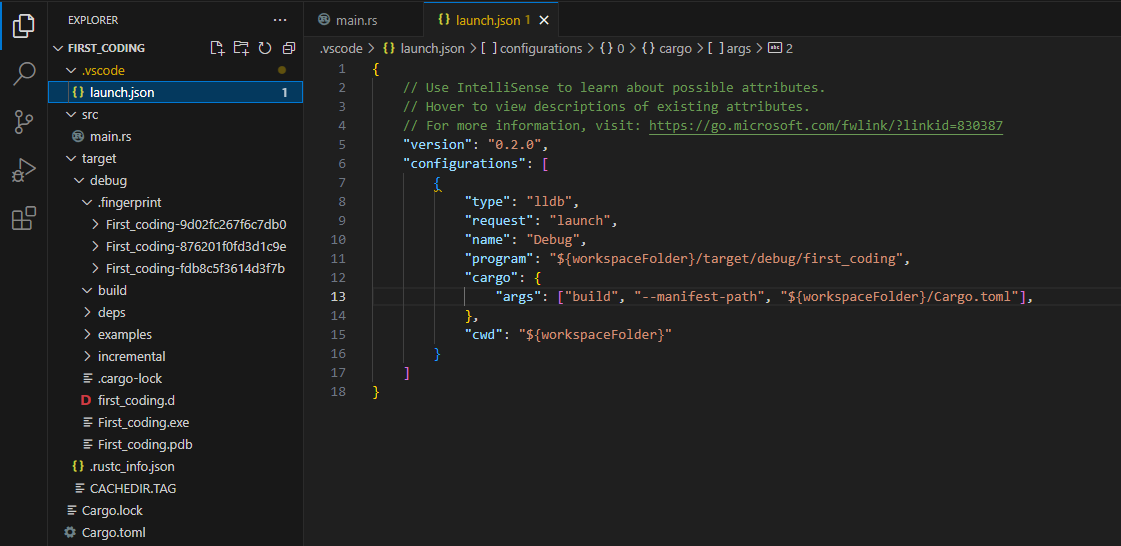 EXPLORER ...
FIRST_CODING
.vscode
{} launch.json 1
src
main.rs
target
debug
.fingerprint
First_coding-9d02fc267f6c7db0
First_coding-876201f0fd3d1c9e
First_coding-fdb8c5f3614d3f7b
build
deps
examples
incremental
.cargo-lock
D first_coding.d
First_coding.exe
First_coding.pdb
{} .rustc_info.json
CACHEDIR.TAG
Cargo.lock
Cargo.toml
main.rs {} launch.json 1 ×
.vscode > {} launch.json > [ ] configurations > {} 0 > {} cargo > [ ] args > abc 2
1 {
2 // Use IntelliSense to learn about possible attributes.
3 // Hover to view descriptions of existing attributes.
4 // For more information, visit: https://go.microsoft.com/fwlink/?linkid=830387
5 "version": "0.2.0",
6 "configurations": [
7 {
8 "type": "lldb",
9 "request": "launch",
10 "name": "Debug",
11 "program": "${workspaceFolder}/target/debug/first_coding",
12 "cargo": {
13 "args": ["build", "--manifest-path", "${workspaceFolder}/Cargo.toml"],
14 },
15 "cwd": "${workspaceFolder}"
16 }
17 ]
18 }